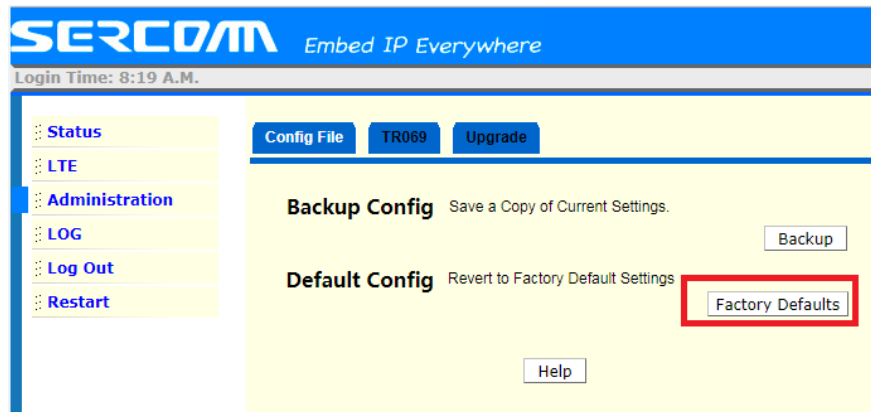 SERCOM Embed IP Everywhere
Login Time: 8:19 A.M.
Status
LTE
Administration
LOG
Log Out
Restart
Config File TR069 Upgrade
Backup Config Save a Copy of Current Settings.
Backup
Default Config Revert to Factory Default Settings
Factory Defaults
Help